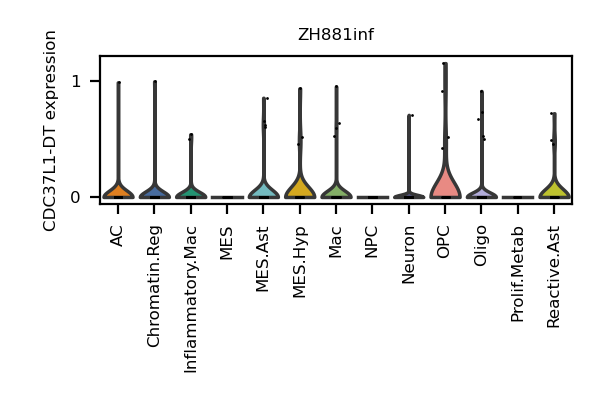 ZH881inf
CDC37L1-DT expression
1
0
AC
Chromatin.Reg
Inflammatory.Mac
MES
MES.Ast
MES.Hyp
Mac
NPC
Neuron
OPC
Oligo
Prolif.Metab
Reactive.Ast